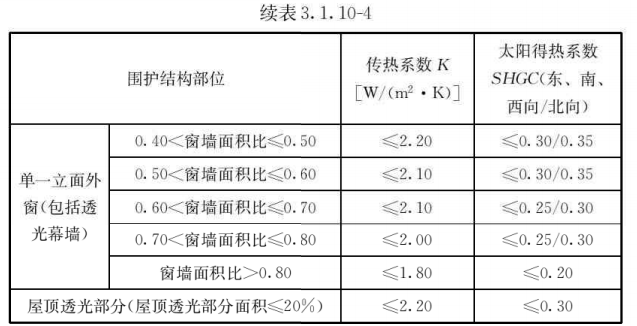 续表3.1.10-4
围护结构部位
传热系数 K
[W/(m²·K)]
太阳得热系数
SHGC(东、南、
西向/北向)
单一立面外
窗(包括透
光幕墙)
0.40<窗墙面积比≤0.50
≤2.20
≤0.30/0.35
0.50<窗墙面积比≤0.60
≤2.10
≤0.30/0.35
0.60<窗墙面积比≤0.70
≤2.10
≤0.25/0.30
0.70<窗墙面积比≤0.80
≤2.00
≤0.25/0.30
窗墙面积比>0.80
≤1.80
≤0.20
屋顶透光部分(屋顶透光部分面积≤20%)
≤2.20
≤0.30